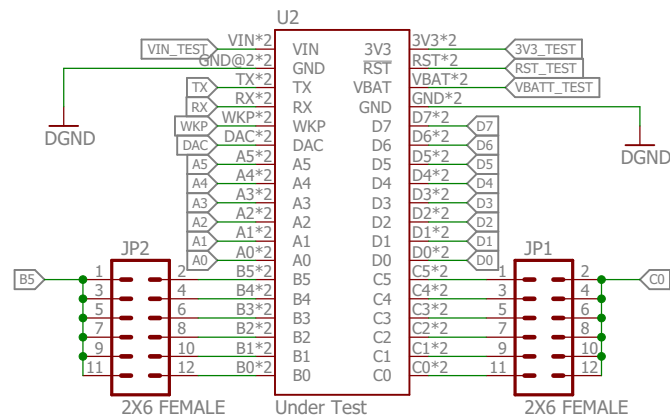 U2
VIN_TEST VIN*2 VIN 3V3 3V3*2 3V3_TEST
GND@2*2 GND RST RST*2 RST_TEST
TX TX*2 TX VBAT VBAT*2 VBATT_TEST
RX RX*2 RX GND GND*2
WKP WKP*2 WKP D7 D7*2 D7
DGND DAC DAC*2 DAC D6 D6*2 D6 DGND
A5 A5*2 A5 D5 D5*2 D5
A4 A4*2 A4 D4 D4*2 D4
A3 A3*2 A3 D3 D3*2 D3
A2 A2*2 A2 D2 D2*2 D2
A1 A1*2 A1 D1 D1*2 D1
JP2 A0 A0*2 A0 D0 D0*2 D0 JP1
B5 1 2 B5*2 B5 C5 C5*2 1 2 C0
3 4 B4*2 B4 C4 C4*2 3 4
5 6 B3*2 B3 C3 C3*2 5 6
7 8 B2*2 B2 C2 C2*2 7 8
9 10 B1*2 B1 C1 C1*2 9 10
11 12 B0*2 B0 C0 C0*2 11 12
2X6 FEMALE Under Test 2X6 FEMALE